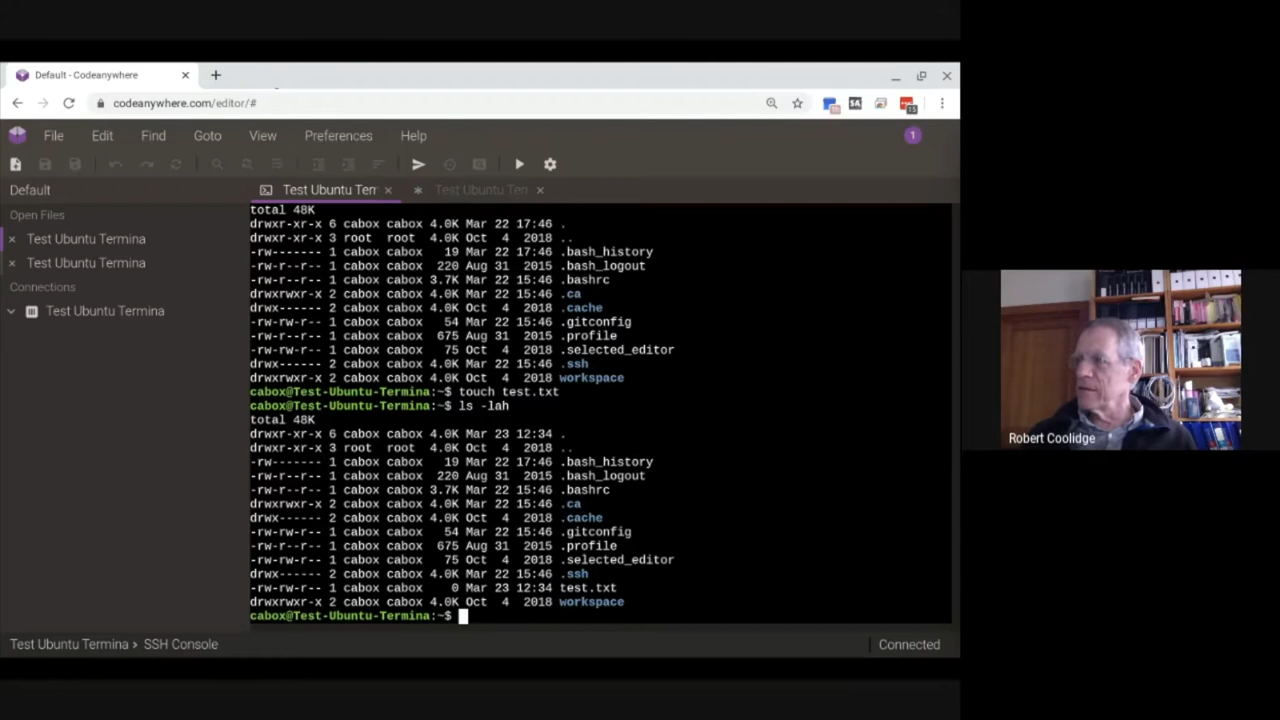 Default - Codeanywhere
codeanywhere.com/editor/#
File Edit Find Goto View Preferences Help
1
Default
Test Ubuntu Terr
Test Ubuntu Ten
Open Files
Test Ubuntu Termina
Test Ubuntu Termina
Connections
Test Ubuntu Termina
total 48K
drwxr-xr-x 6 cabox cabox 4.0K Mar 22 17:46 .
drwxr-xr-x 3 root  root  4.0K Oct  4  2018 ..
-rw------- 1 cabox cabox   19 Mar 22 17:46 .bash_history
-rw-r--r-- 1 cabox cabox  220 Aug 31  2015 .bash_logout
-rw-r--r-- 1 cabox cabox 3.7K Mar 22 15:46 .bashrc
drwxrwxr-x 2 cabox cabox 4.0K Mar 22 15:46 .ca
drwx------ 2 cabox cabox 4.0K Oct  4  2018 .cache
-rw-rw-r-- 1 cabox cabox   54 Mar 22 15:46 .gitconfig
-rw-r--r-- 1 cabox cabox  675 Aug 31  2015 .profile
-rw-rw-r-- 1 cabox cabox   75 Oct  4  2018 .selected_editor
drwx------ 2 cabox cabox 4.0K Mar 22 15:46 .ssh
drwxrwxr-x 2 cabox cabox 4.0K Oct  4  2018 workspace
cabox@Test-Ubuntu-Termina:~$ touch test.txt
cabox@Test-Ubuntu-Termina:~$ ls -lah
total 48K
drwxr-xr-x 6 cabox cabox 4.0K Mar 23 12:34 .
drwxr-xr-x 3 root  root  4.0K Oct  4  2018 ..
-rw------- 1 cabox cabox   19 Mar 22 17:46 .bash_history
-rw-r--r-- 1 cabox cabox  220 Aug 31  2015 .bash_logout
-rw-r--r-- 1 cabox cabox 3.7K Mar 22 15:46 .bashrc
drwxrwxr-x 2 cabox cabox 4.0K Mar 22 15:46 .ca
drwx------ 2 cabox cabox 4.0K Oct  4  2018 .cache
-rw-rw-r-- 1 cabox cabox   54 Mar 22 15:46 .gitconfig
-rw-r--r-- 1 cabox cabox  675 Aug 31  2015 .profile
-rw-rw-r-- 1 cabox cabox   75 Oct  4  2018 .selected_editor
drwx------ 2 cabox cabox 4.0K Mar 22 15:46 .ssh
-rw-rw-r-- 1 cabox cabox    0 Mar 23 12:34 test.txt
drwxrwxr-x 2 cabox cabox 4.0K Oct  4  2018 workspace
cabox@Test-Ubuntu-Termina:~$
Test Ubuntu Termina › SSH Console
Connected
Robert Coolidge